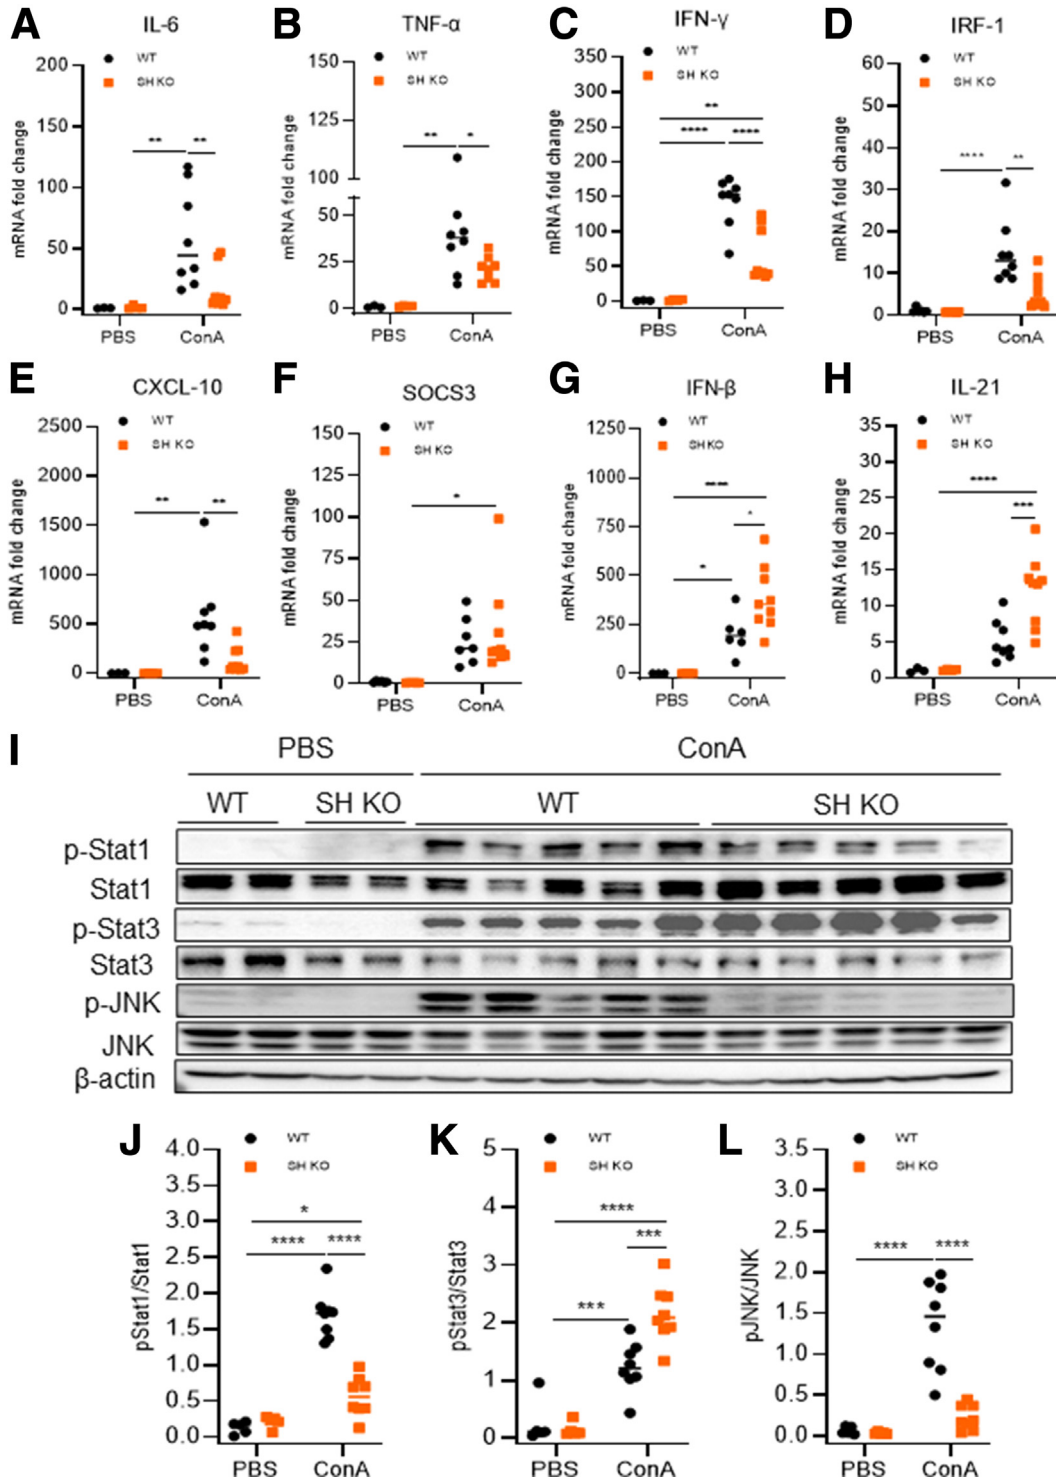 A
IL-6
WT
SH KO
mRNA fold change
200
150
100
50
0
** **
PBS ConA
B
TNF-α
WT
SH KO
mRNA fold change
150
125
100
50
25
0
** *
PBS ConA
C
IFN-γ
WT
SH KO
mRNA fold change
350
300
250
200
150
100
50
0
**
**** ****
PBS ConA
D
IRF-1
WT
SH KO
mRNA fold change
60
50
40
30
20
10
0
**** **
PBS ConA
E
CXCL-10
WT
SH KO
mRNA fold change
2500
2000
1500
1000
500
0
** **
PBS ConA
F
SOCS3
WT
SH KO
mRNA fold change
150
125
100
75
50
25
0
*
PBS ConA
G
IFN-β
WT
SH KO
mRNA fold change
1250
1000
750
500
250
0
****
*
*
PBS ConA
H
IL-21
WT
SH KO
mRNA fold change
35
30
25
20
15
10
5
0
****
***
PBS ConA
I
PBS ConA
WT SH KO WT SH KO
p-Stat1
Stat1
p-Stat3
Stat3
p-JNK
JNK
β-actin
J
WT
SH KO
pStat1/Stat1
4.0
3.5
3.0
2.5
2.0
1.5
1.0
0.5
0.0
*
**** ****
PBS ConA
K
WT
SH KO
pStat3/Stat3
5
4
3
2
1
0
****
***
***
PBS ConA
L
WT
SH KO
pJNK/JNK
3.5
3.0
2.5
2.0
1.5
1.0
0.5
0.0
**** ****
PBS ConA